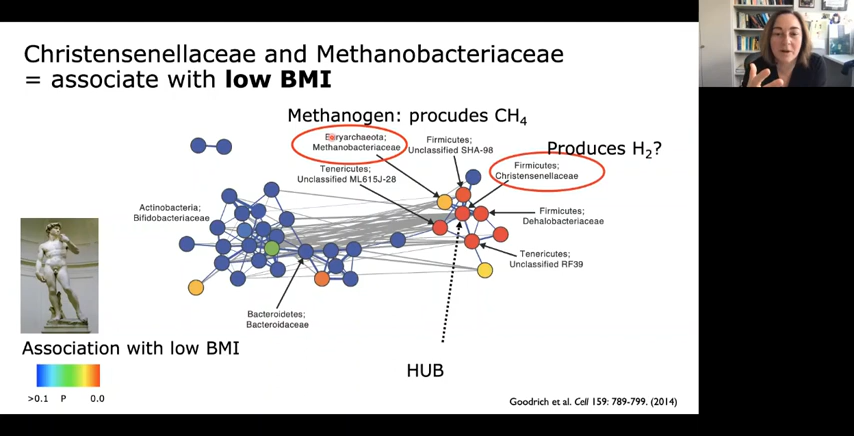 Christensenellaceae and Methanobacteriaceae
= associate with low BMI
Methanogen: procudes CH4
Euryarchaeota;
Methanobacteriaceae
Firmicutes;
Unclassified SHA-98
Produces H2?
Firmicutes;
Christensenellaceae
Tenericutes;
Unclassified ML615J-28
Actinobacteria;
Bifidobacteriaceae
Firmicutes;
Dehalobacteriaceae
Tenericutes;
Unclassified RF39
Bacteroidetes;
Bacteroidaceae
Association with low BMI
HUB
>0.1 P 0.0
Goodrich et al. Cell 159: 789-799. (2014)